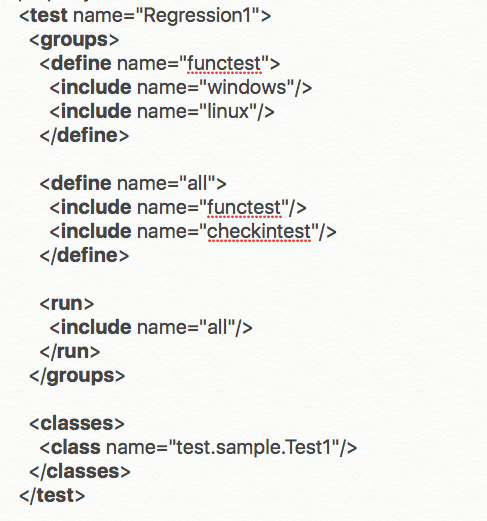 <test name="Regression1">
<groups>
<define name="functest">
<include name="windows"/>
<include name="linux"/>
</define>
<define name="all">
<include name="functest"/>
<include name="checkintest"/>
</define>
<run>
<include name="all"/>
</run>
</groups>
<classes>
<class name="test.sample.Test1"/>
</classes>
</test>